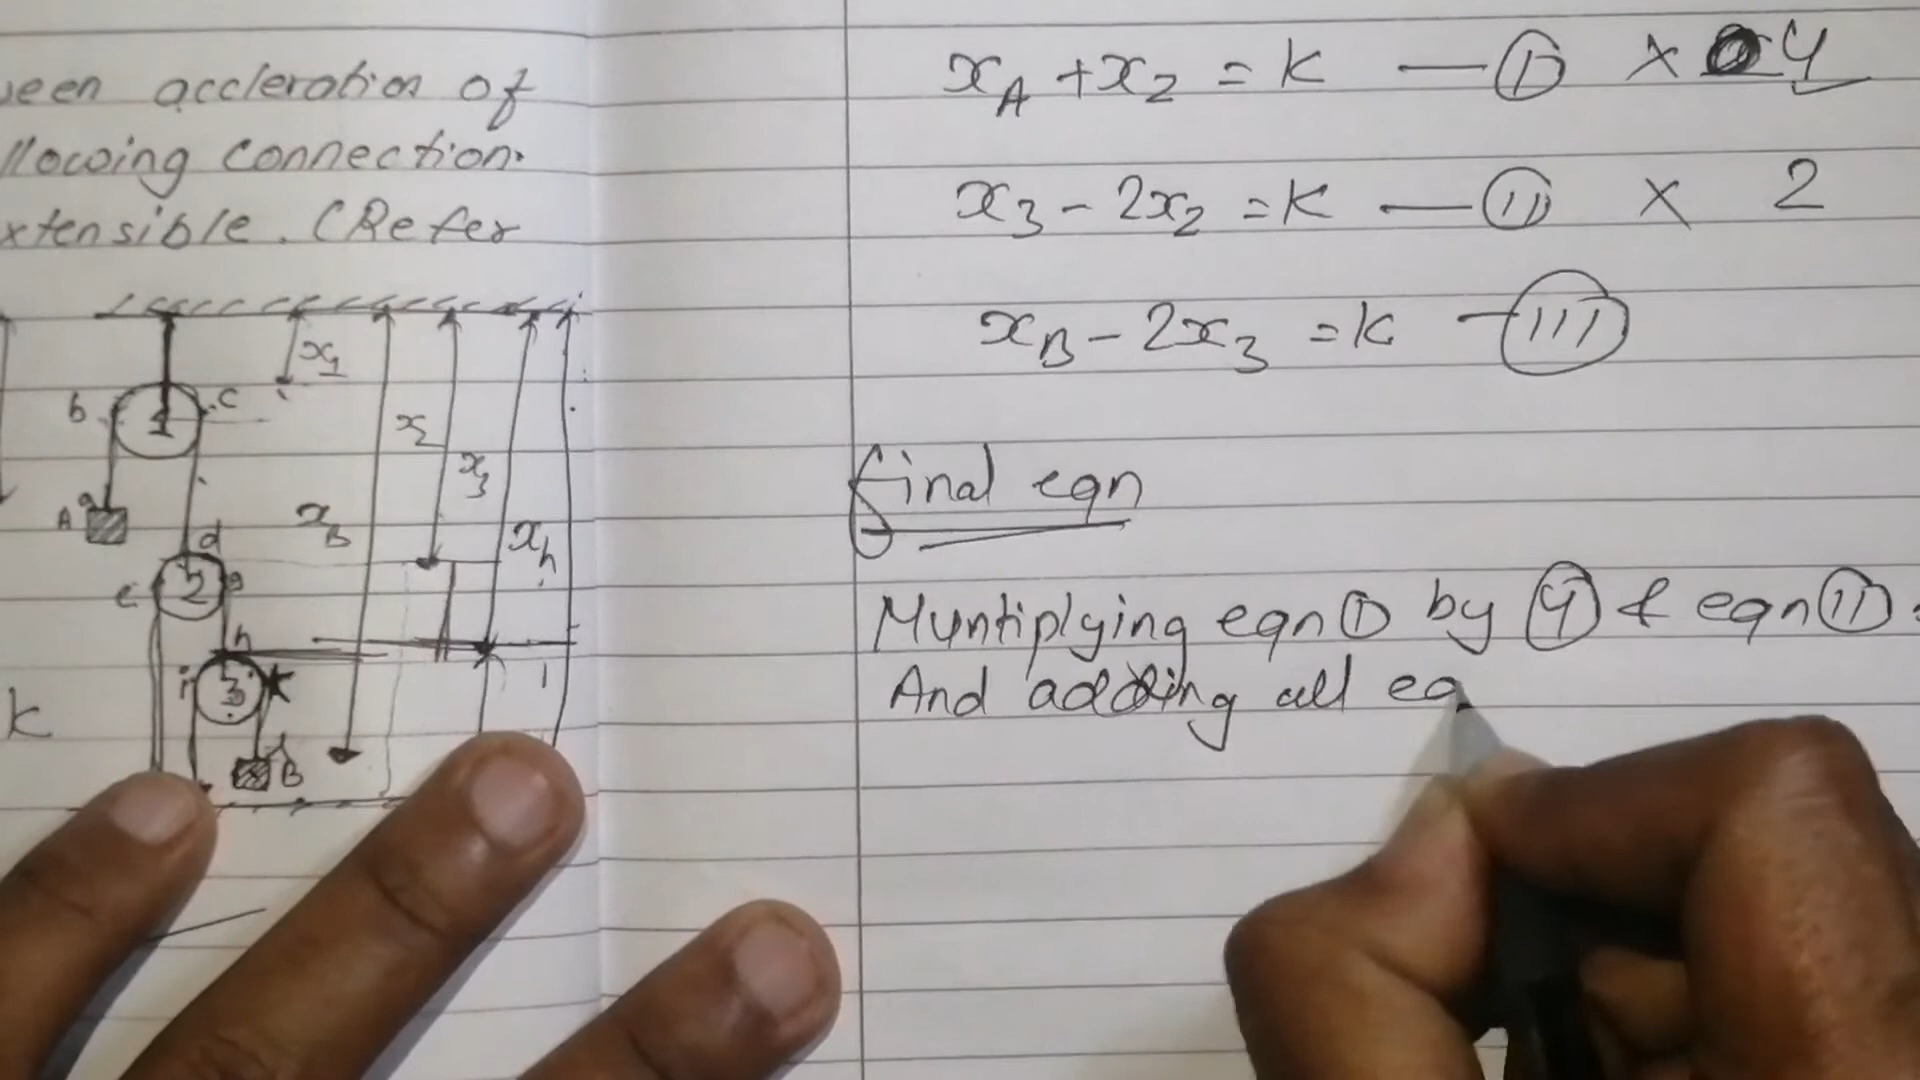 een accleration of
llowing connection.
xtensible. (Refer
x1
b
c
1
x2
x3
A
a
xB
xh
d
2
e
g
h
i
3
k
B
k
xA + x2 = k — (I) × 4
x3 - 2x2 = k — (II) × 2
xB - 2x3 = k — (III)
final eqn
Muntiplying eqn (I) by (4) & eqn (II)
And adding all eq